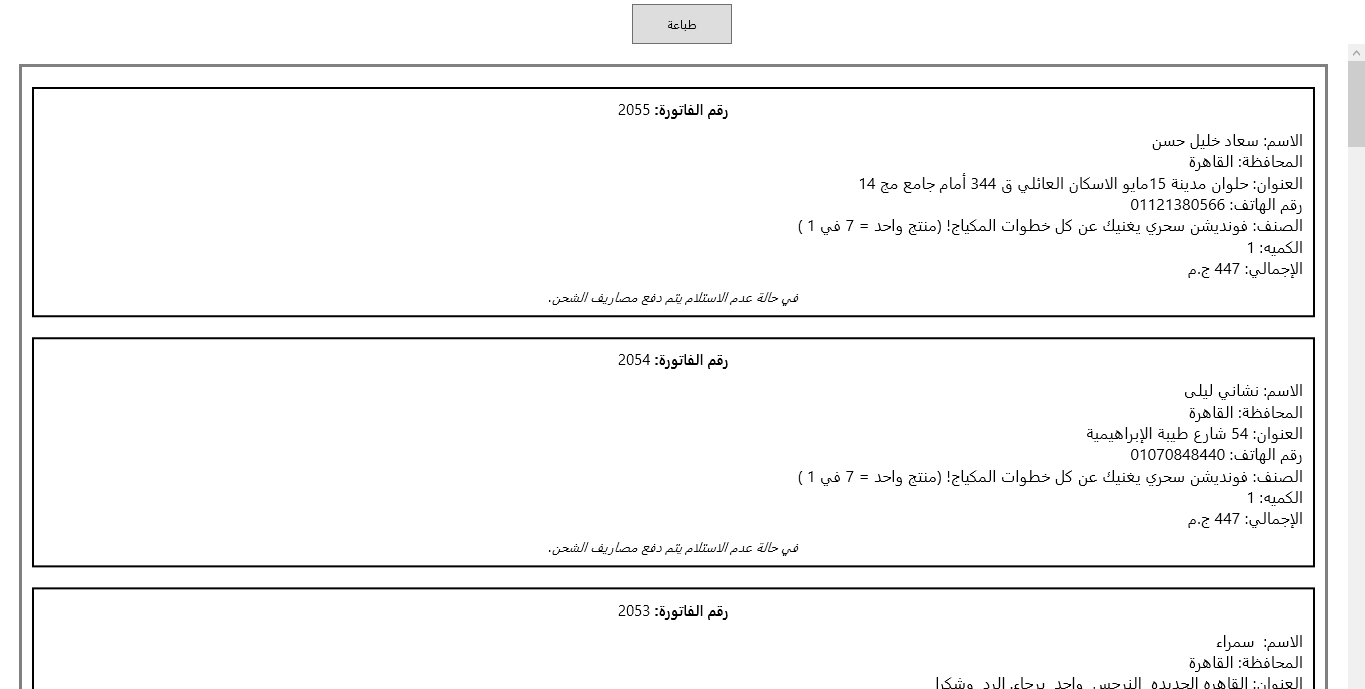 طباعة
رقم الفاتورة: 2055
الاسم: سعاد خليل حسن
المحافظة: القاهرة
العنوان: حلوان مدينة 15مايو الاسكان العائلي ق 344 أمام جامع مج 14
رقم الهاتف: 01121380566
الصنف: فونديشن سحري يغنيك عن كل خطوات المكياج! (منتج واحد = 7 في 1 )
الكميه: 1
الإجمالي: 447 ج.م
في حالة عدم الاستلام يتم دفع مصاريف الشحن.
رقم الفاتورة: 2054
الاسم: نشاني ليلى
المحافظة: القاهرة
العنوان: 54 شارع طيبة الإبراهيمية
رقم الهاتف: 01070848440
الصنف: فونديشن سحري يغنيك عن كل خطوات المكياج! (منتج واحد = 7 في 1 )
الكميه: 1
الإجمالي: 447 ج.م
في حالة عدم الاستلام يتم دفع مصاريف الشحن.
رقم الفاتورة: 2053
الاسم: سمراء
المحافظة: القاهرة
العنوان: القاهره الجديده النرجس واحد برجاء. الرد وشكرا